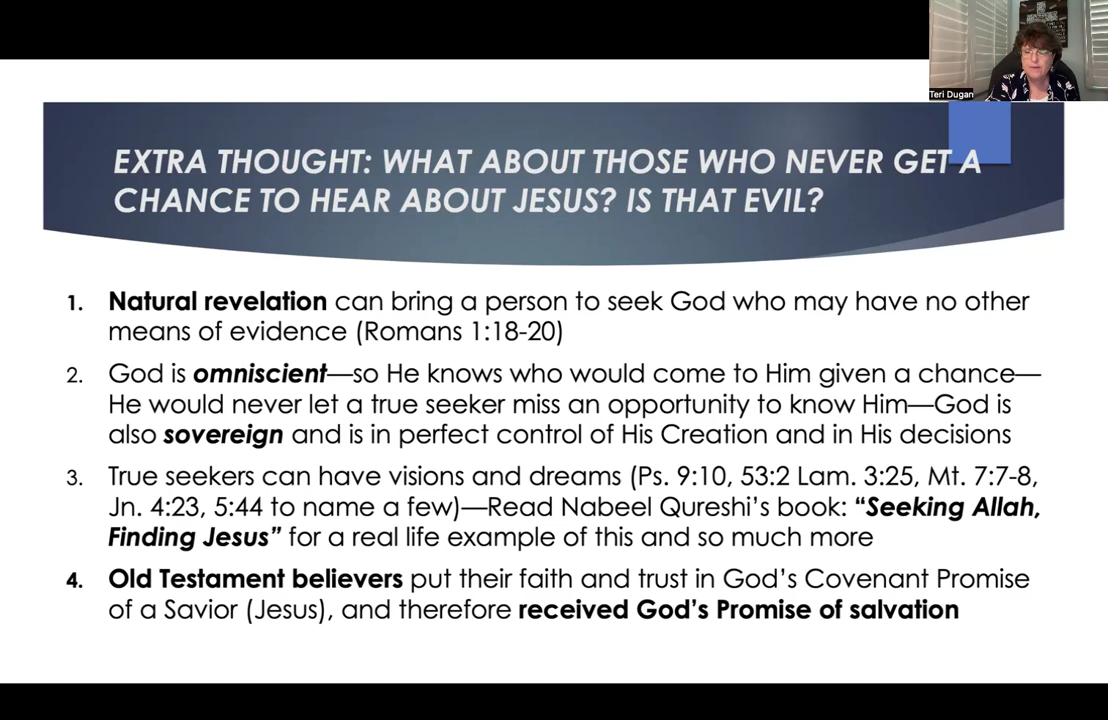 Teri Dugan
EXTRA THOUGHT: WHAT ABOUT THOSE WHO NEVER GET A
CHANCE TO HEAR ABOUT JESUS? IS THAT EVIL?
1. Natural revelation can bring a person to seek God who may have no other
means of evidence (Romans 1:18-20)
2. God is omniscient—so He knows who would come to Him given a chance—
He would never let a true seeker miss an opportunity to know Him—God is
also sovereign and is in perfect control of His Creation and in His decisions
3. True seekers can have visions and dreams (Ps. 9:10, 53:2 Lam. 3:25, Mt. 7:7-8,
Jn. 4:23, 5:44 to name a few)—Read Nabeel Qureshi’s book: “Seeking Allah,
Finding Jesus” for a real life example of this and so much more
4. Old Testament believers put their faith and trust in God’s Covenant Promise
of a Savior (Jesus), and therefore received God’s Promise of salvation